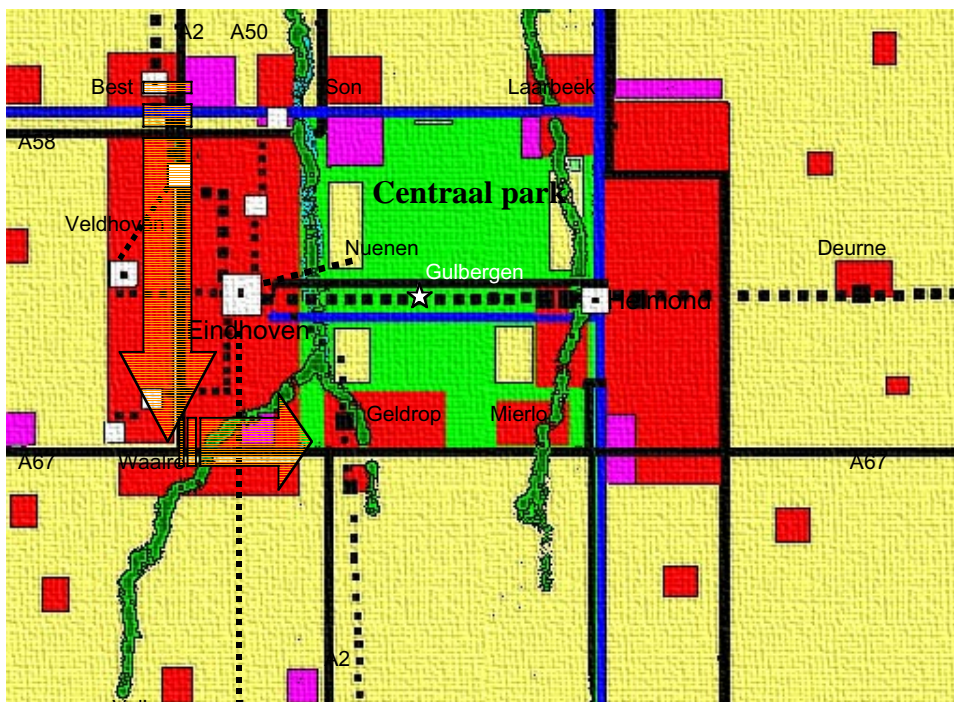 A2 A50
Best Son Laarbeek
A58
Centraal park
Veldhoven Nuenen Deurne
Gulbergen
Helmond
Eindhoven
Geldrop Mierlo
A67 Waalre A67
A2